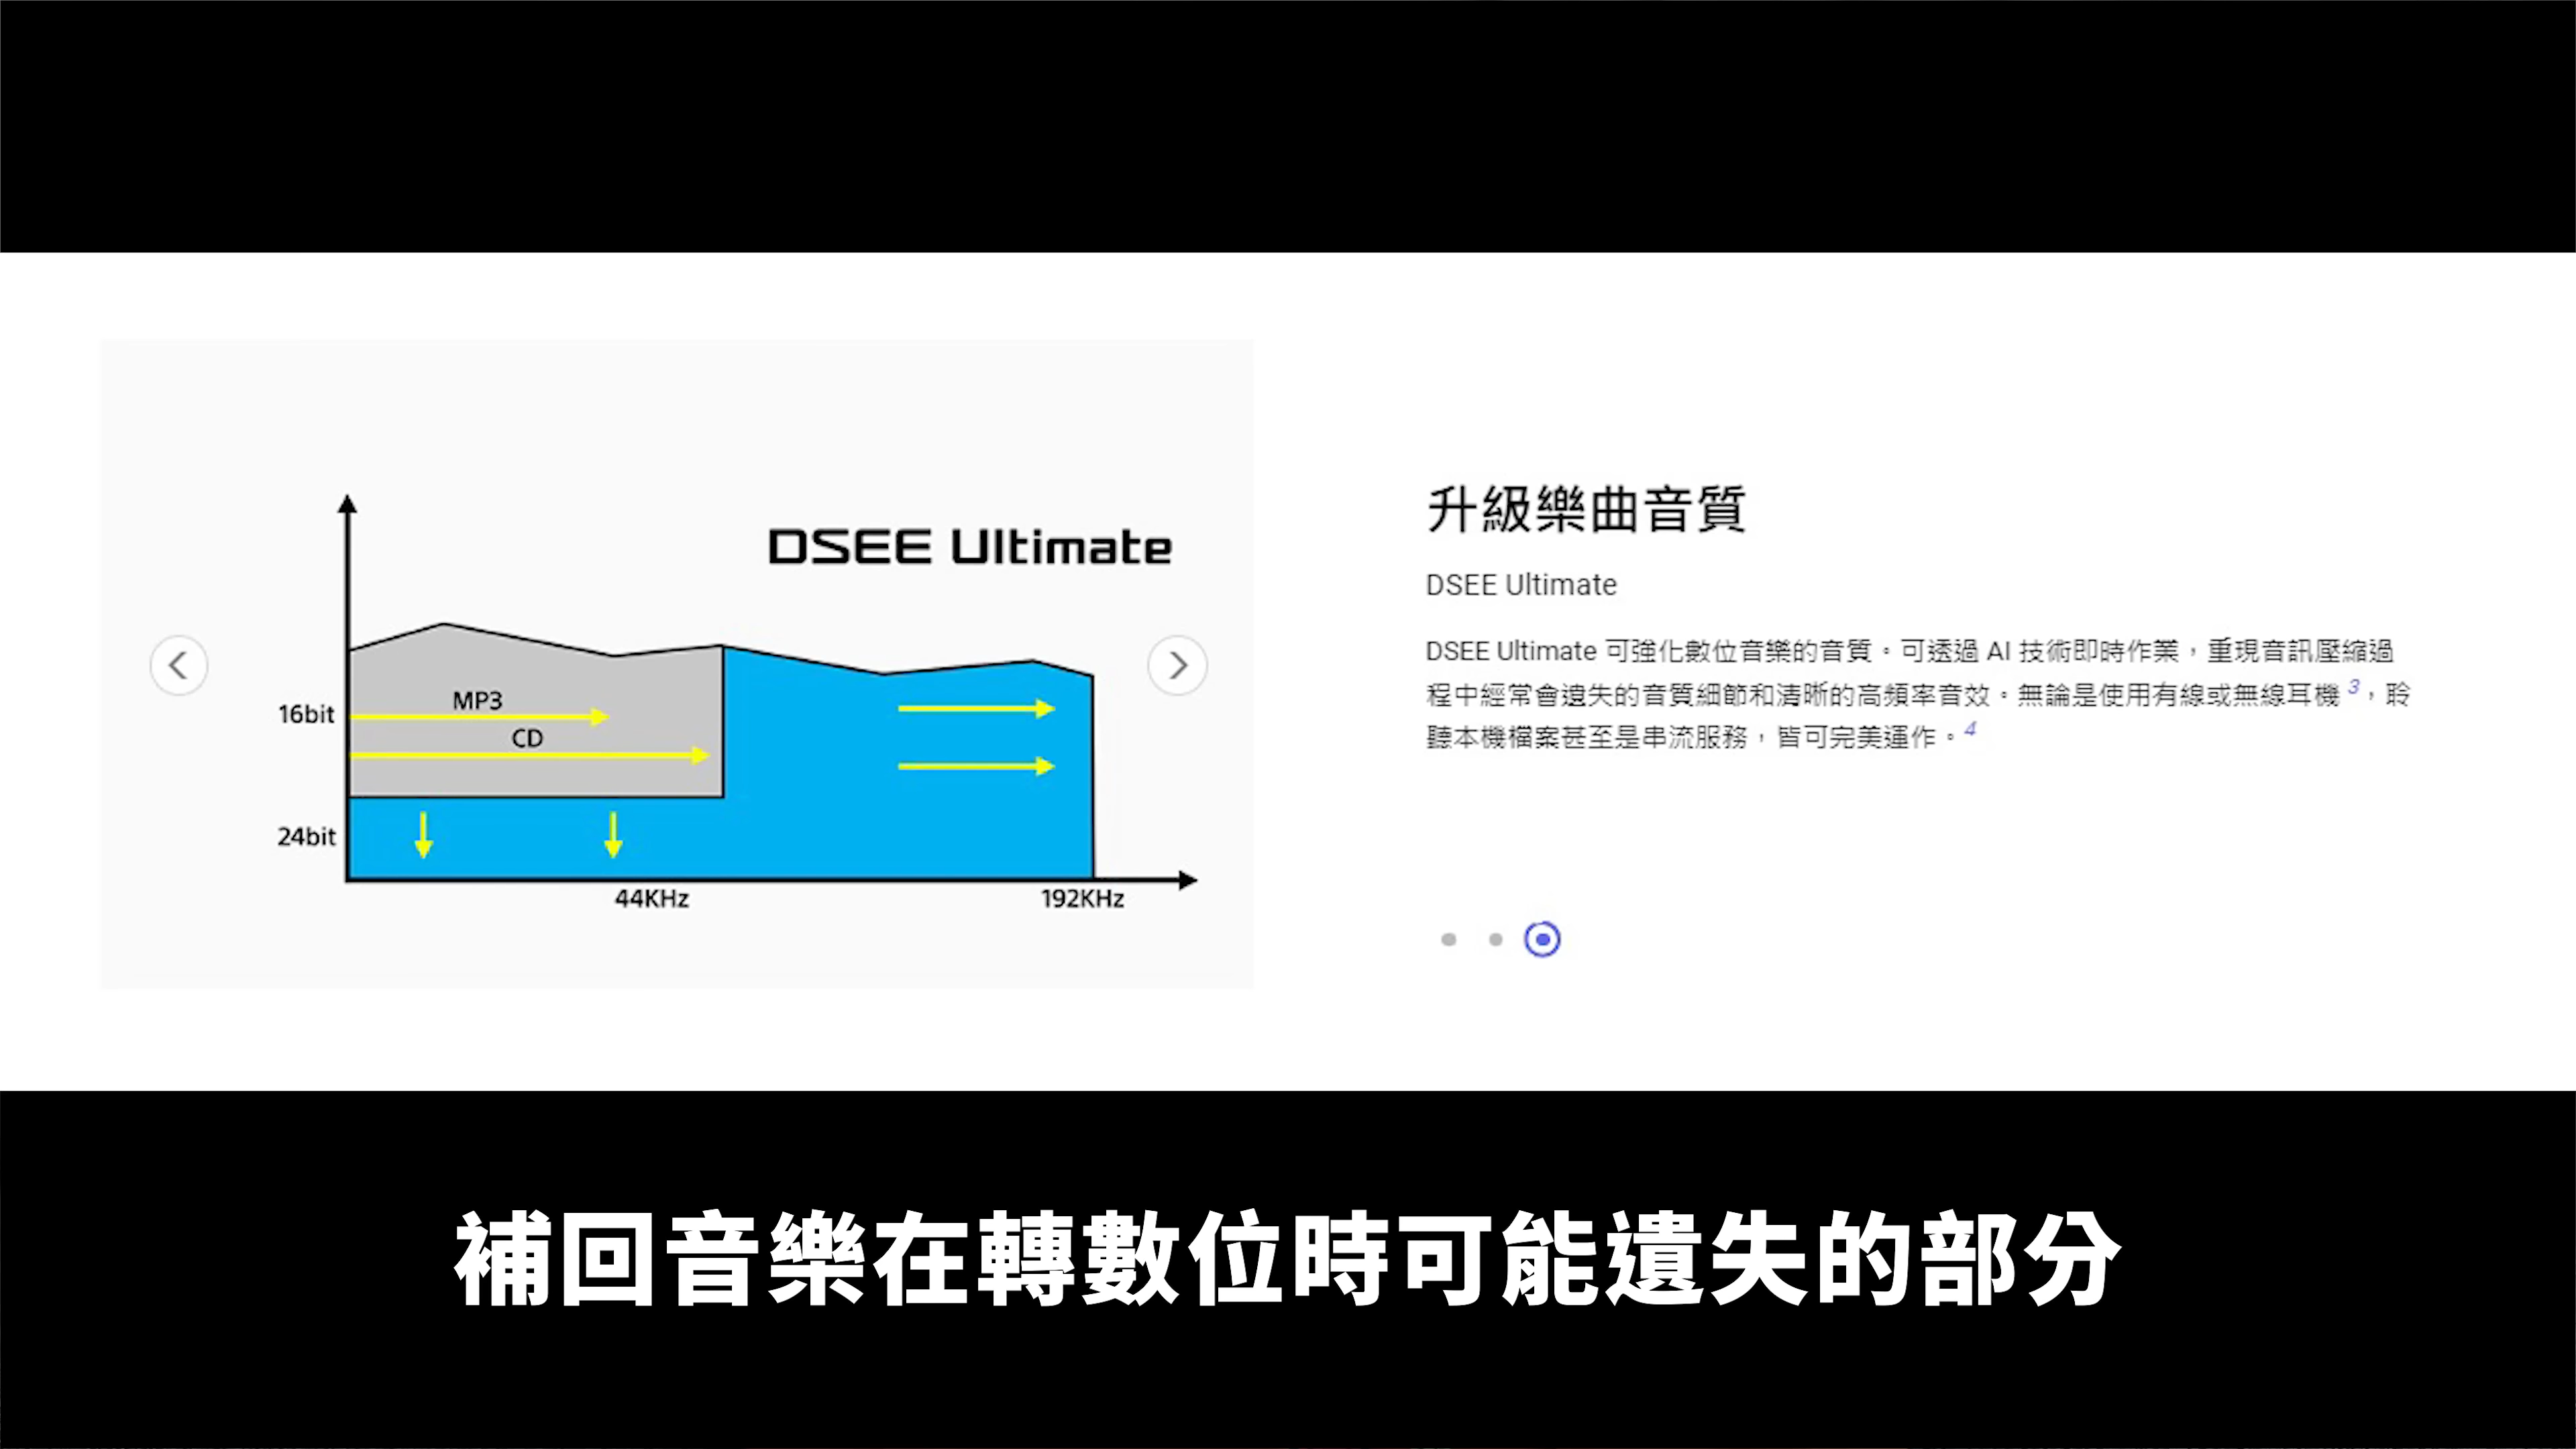 DSEE Ultimate
MP3
16bit
CD
24bit
44KHz
192KHz
升級樂曲音質
DSEE Ultimate
DSEE Ultimate 可強化數位音樂的音質。可透過 AI 技術即時作業，重現音訊壓縮過
程中經常會遺失的音質細節和清晰的高頻率音效。無論是使用有線或無線耳機 3，聆
聽本機檔案甚至是串流服務，皆可完美運作。4
補回音樂在轉數位時可能遺失的部分